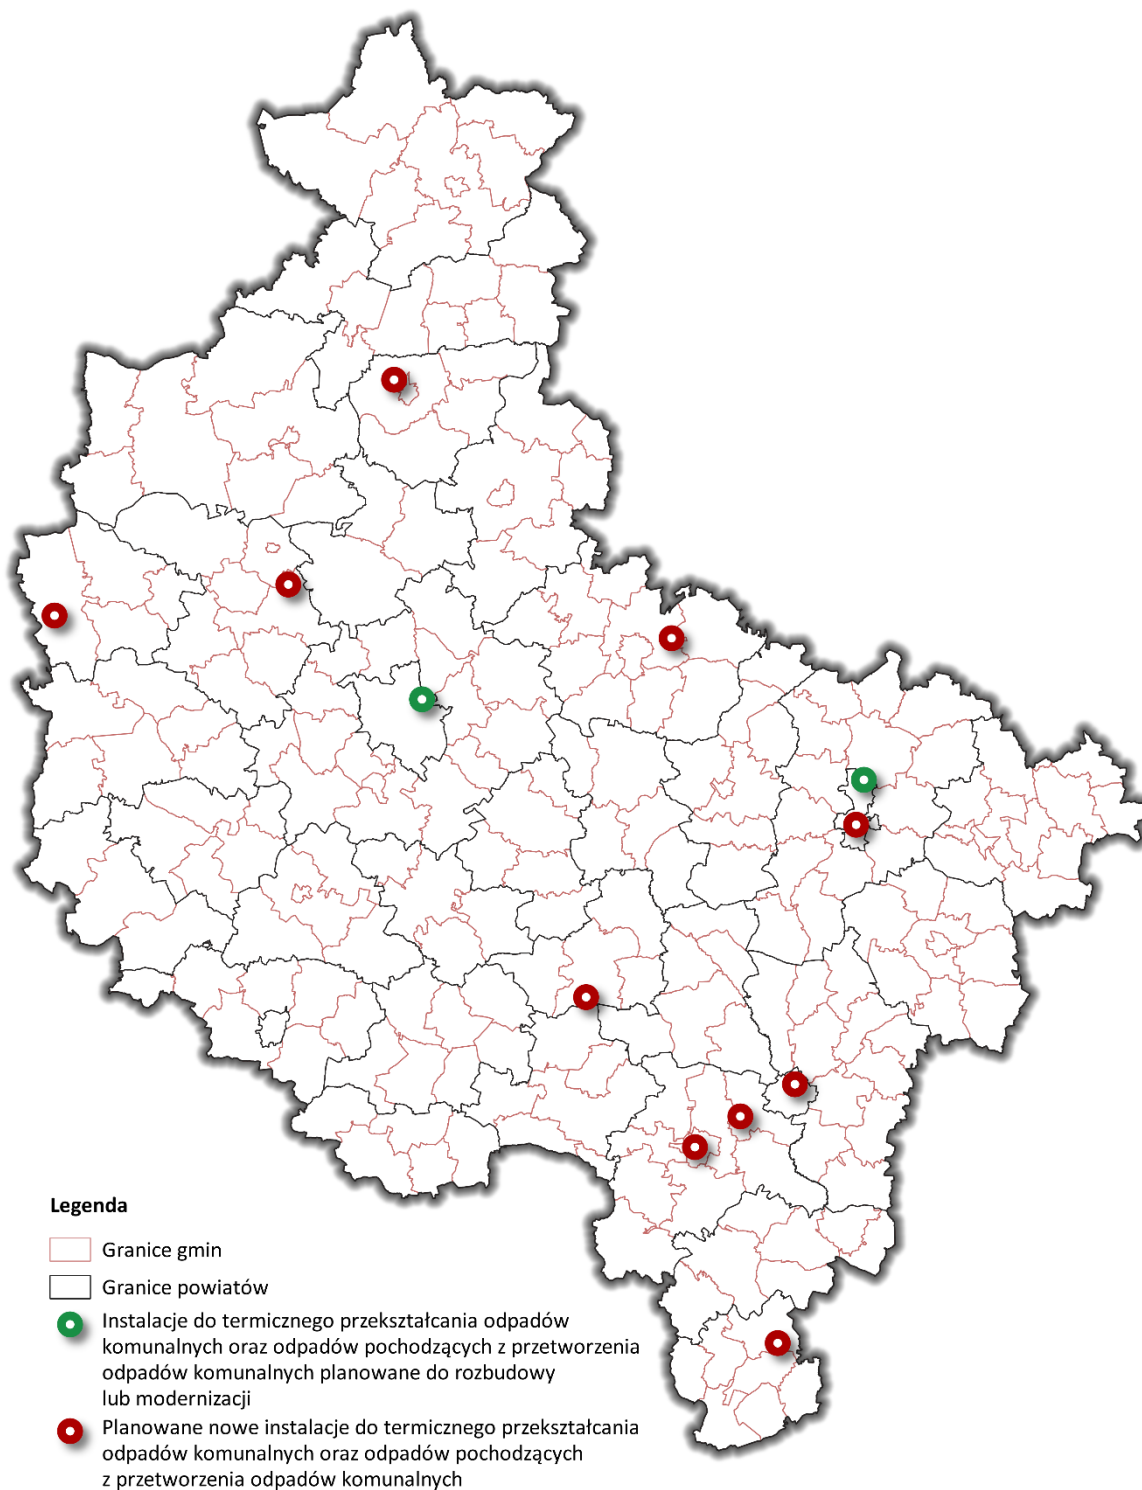 Legenda
Granice gmin
Granice powiatów
Instalacje do termicznego przekształcania odpadów
komunalnych oraz odpadów pochodzących z przetworzenia
odpadów komunalnych planowane do rozbudowy
lub modernizacji
Planowane nowe instalacje do termicznego przekształcania
odpadów komunalnych oraz odpadów pochodzących
z przetworzenia odpadów komunalnych